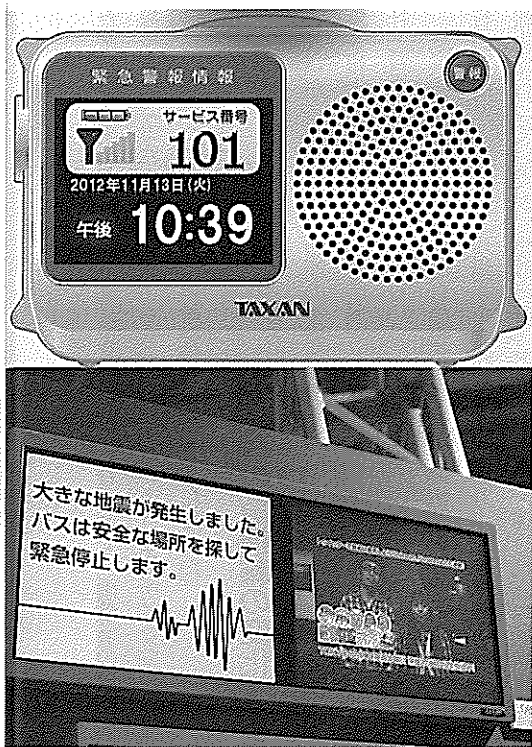 緊急警報情報
警報
サービス番号
101
2012年11月13日(火)
午後 10:39
TAXAN
大きな地震が発生しました。
バスは安全な場所を探して
緊急停止します。